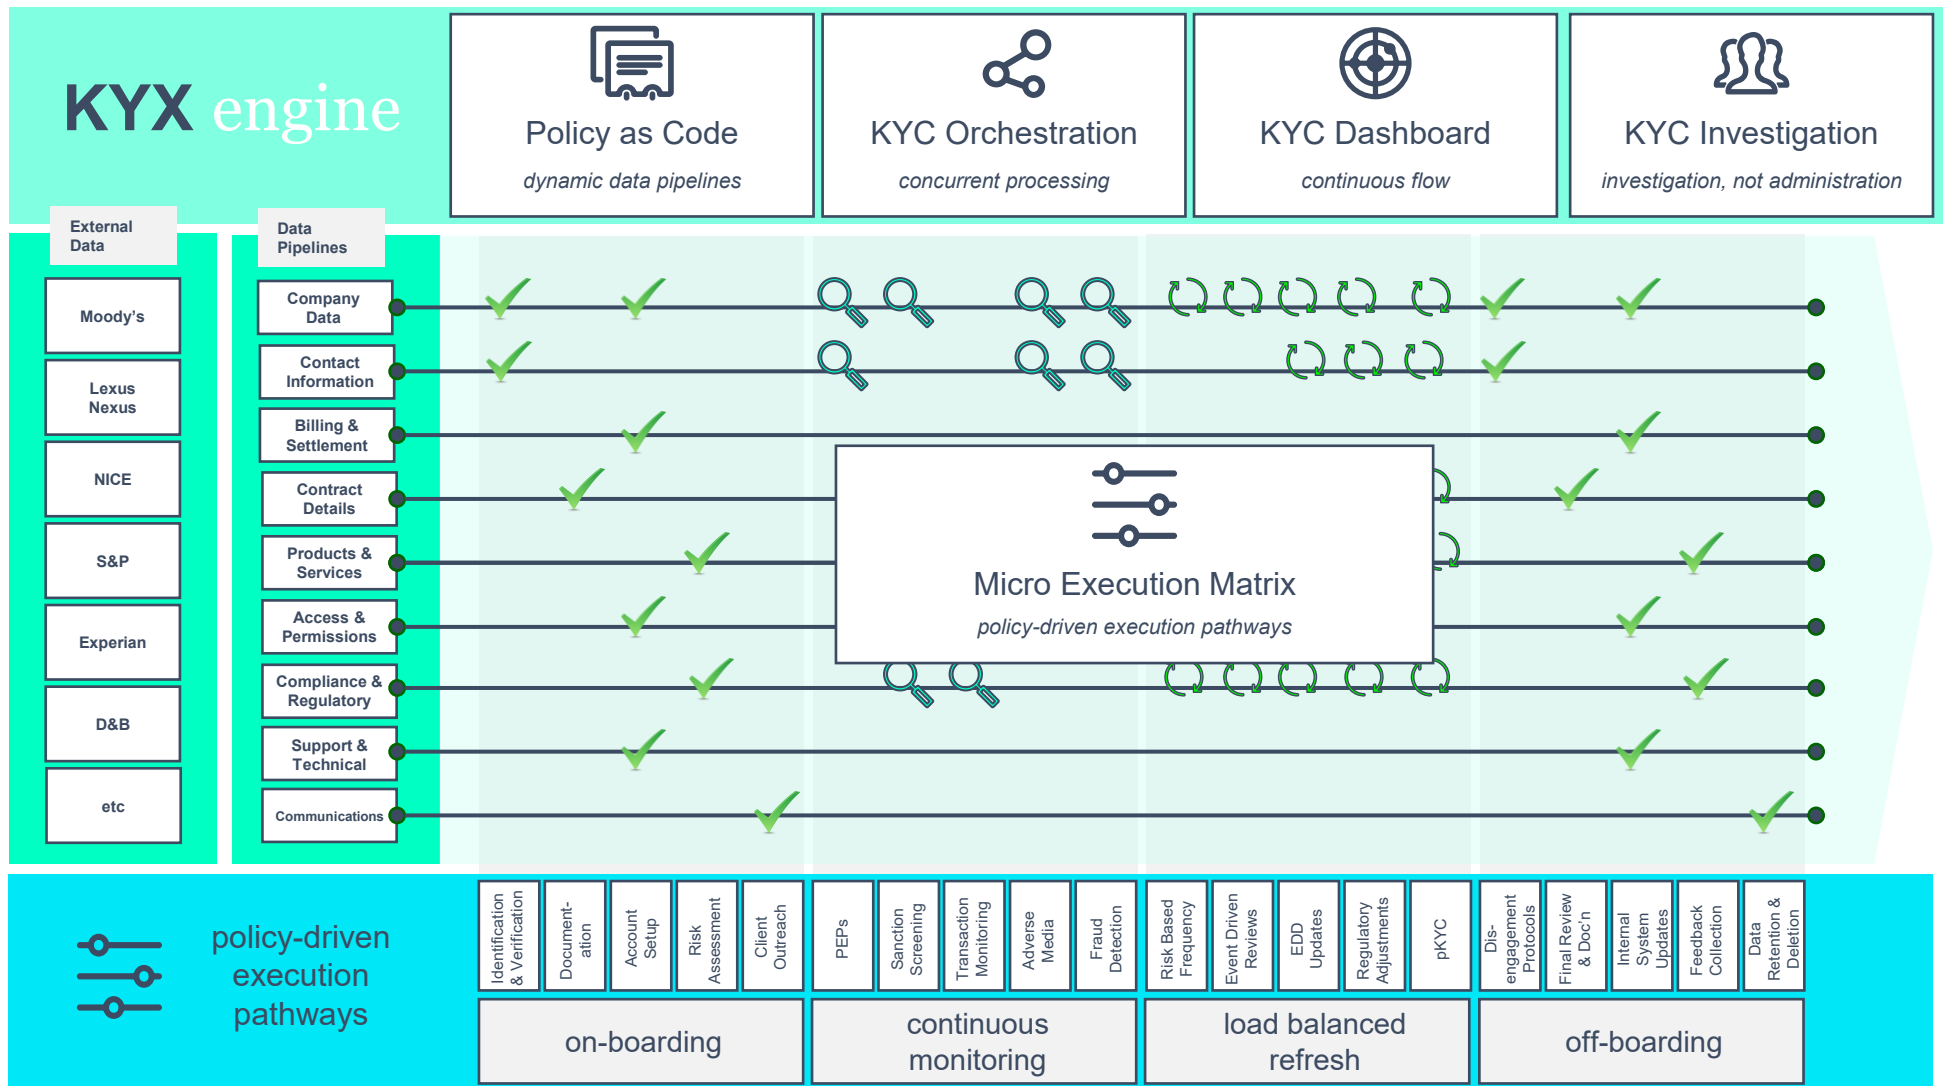 KYX engine
Policy as Code
dynamic data pipelines
KYC Orchestration
concurrent processing
KYC Dashboard
continuous flow
KYC Investigation
investigation, not administration
External
Data
Moody's
Lexus
Nexus
NICE
S&P
Experian
D&B
etc
Data
Pipelines
Company
Data
Contact
Information
Billing &
Settlement
Contract
Details
Products &
Services
Access &
Permissions
Compliance &
Regulatory
Support &
Technical
Communications
Micro Execution Matrix
policy-driven execution pathways
policy-driven
execution
pathways
Identification
& Verification
Document-
ation
Account
Setup
Risk
Assessment
Client
Outreach
PEPs
Sanction
Screening
Transaction
Monitoring
Adverse
Media
Fraud
Detection
Risk Based
Frequency
Event Driven
Reviews
EDD
Updates
Regulatory
Adjustments
pKYC
Dis-
engagement
Protocols
Final Review
& Doc'n
Internal
System
Updates
Feedback
Collection
Data
Retention &
Deletion
on-boarding
continuous
monitoring
load balanced
refresh
off-boarding